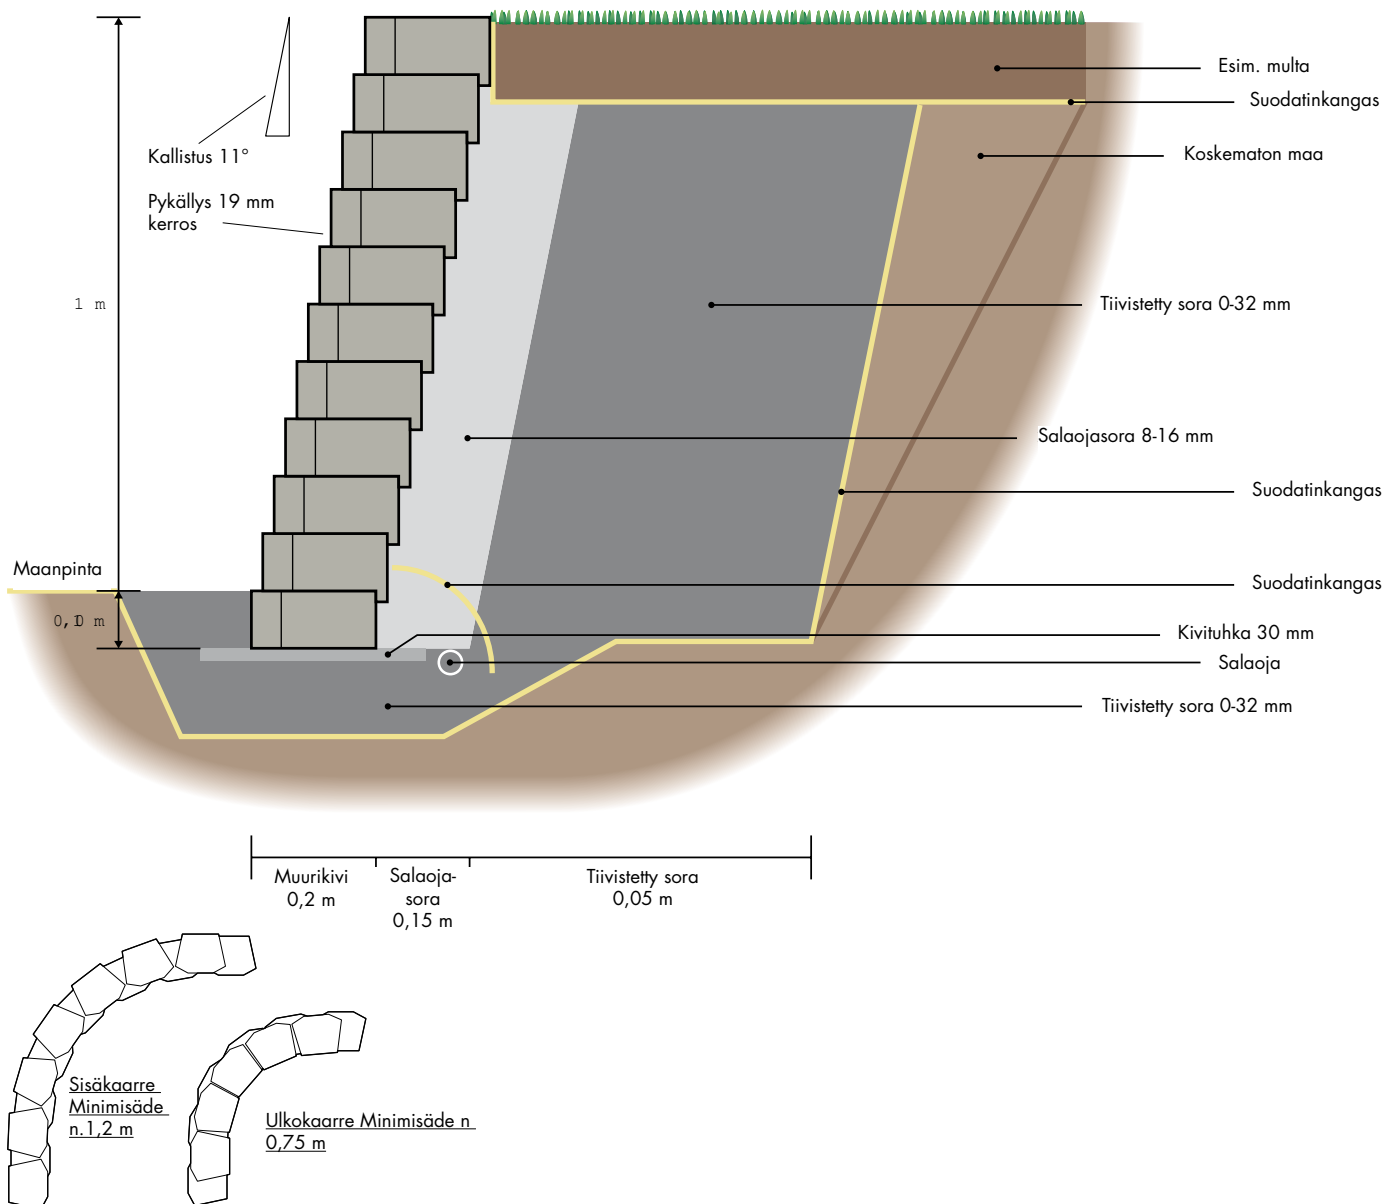 Esim. multa
Suodatinkangas
Kallistus 11°
Koskematon maa
Pykällys 19 mm
kerros
1 m
Tiivistetty sora 0-32 mm
Salaojasora 8-16 mm
Suodatinkangas
Maanpinta
Suodatinkangas
Kivituhka 30 mm
Salaoja
Tiivistetty sora 0-32 mm
Muurikivi
0,2 m
Salaoja-
sora
0,15 m
Tiivistetty sora
0,05 m
Sisäkaarre
Minimisäde
n.1,2 m
Ulkokaarre Minimisäde n
0,75 m